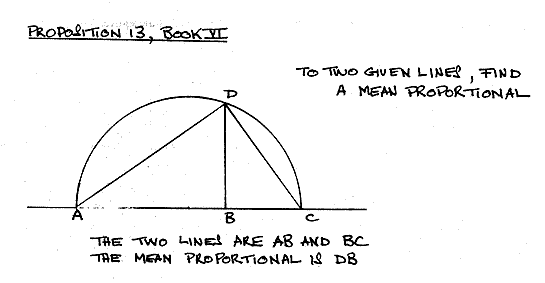 PROPOSITION 13, BOOK VI
TO TWO GIVEN LINES, FIND
A MEAN PROPORTIONAL
D
A
B
C
THE TWO LINES ARE AB AND BC
THE MEAN PROPORTIONAL IS DB